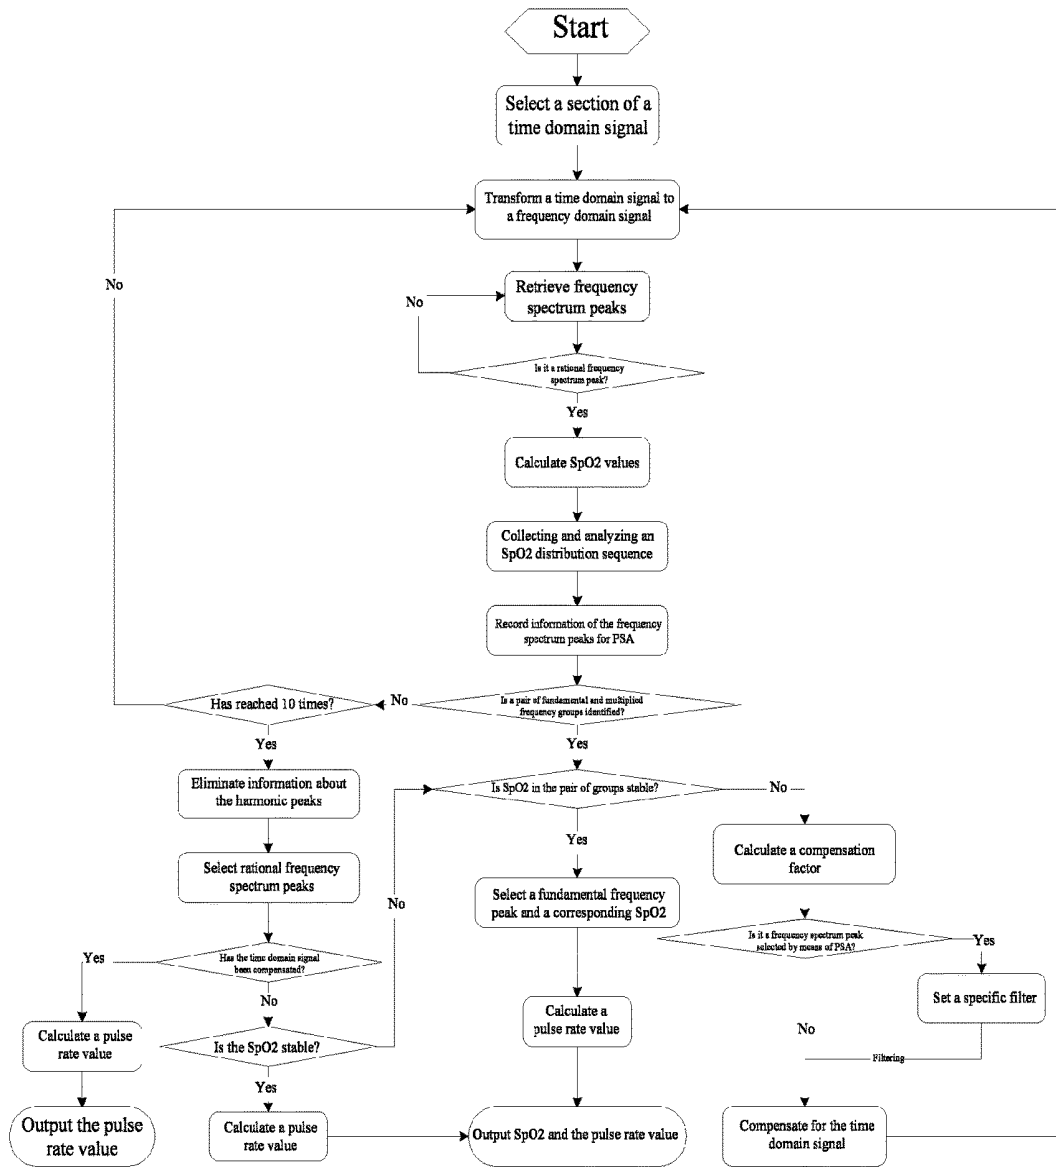 Start
Select a section of a
time domain signal
Transform a time domain signal to
a frequency domain signal
No
Retrieve frequency
spectrum peaks
No
Is it a rational frequency
spectrum peak?
Yes
Calculate SpO2 values
Collecting and analyzing an
SpO2 distribution sequence
Record information of the frequency
spectrum peaks for PSA
Has reached 10 times?
No
Is a pair of fundamental and multiplied
frequency groups identified?
Yes
Yes
Eliminate information about
the harmonic peaks
Is SpO2 in the pair of groups stable?
No
Yes
Calculate a compensation
factor
Select rational frequency
spectrum peaks
No
Select a fundamental frequency
peak and a corresponding SpO2
Is it a frequency spectrum peak
selected by means of PSA?
Yes
Yes
Has the time domain signal
been compensated?
No
Set a specific filter
Calculate a pulse
rate value
Is the SpO2 stable?
Calculate a
pulse rate value
No
Filtering
Yes
Output the pulse
rate value
Calculate a pulse
rate value
Output SpO2 and the pulse rate value
Compensate for the time
domain signal